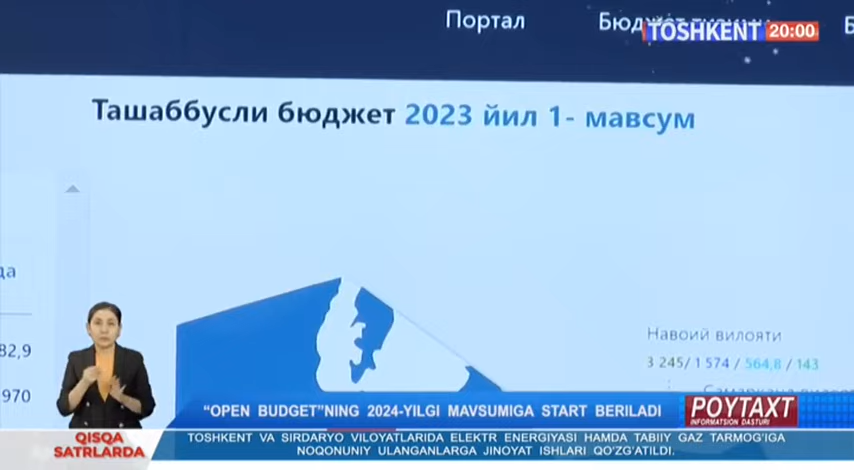 Портал
TOSHKENT 20:00
Ташаббусли бюджет 2023 йил 1- мавсум
да
82,9
970
Навоий вилояти
3 245/ 1 574 / 564,8 / 143
“OPEN BUDGET”NING 2024-YILGI MAVSUMIGA START BERILADI
POYTAXT
INFORMATSION DASTURI
QISQA
SATRLARDA
TOSHKENT VA SIRDARYO VILOYATLARIDA ELEKTR ENERGIYASI HAMDA TABIIY GAZ TARMOG'IGA
NOQONUNIY ULANGANLARGA JINOYAT ISHLARI QO'ZG'ATILDI.